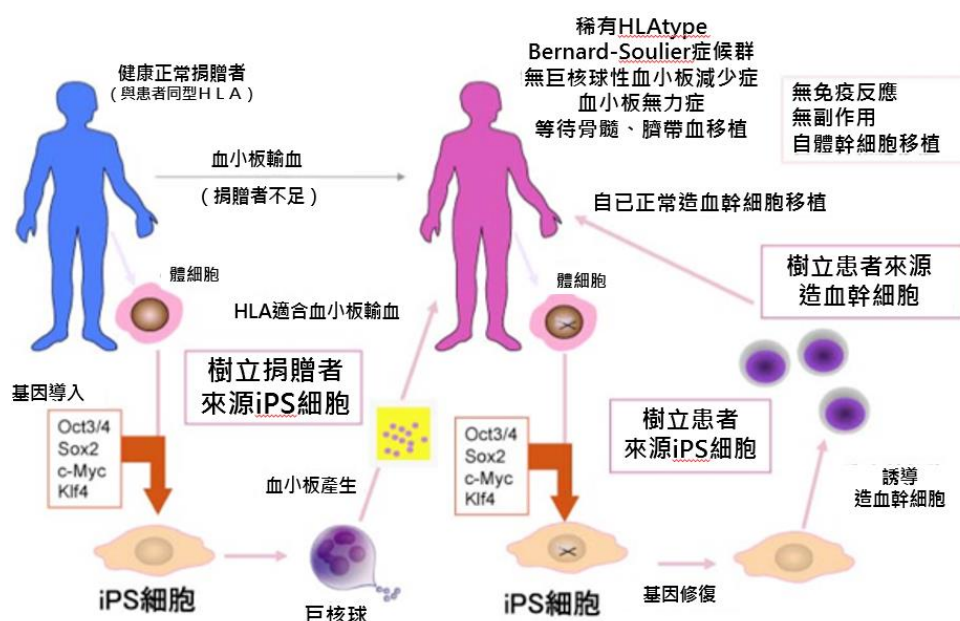 稀有HLAtype
Bernard-Soulier症候群
無巨核球性血小板減少症
血小板無力症
等待骨髓、臍帶血移植
健康正常捐贈者
(與患者同型ＨＬＡ)
無免疫反應
無副作用
自體幹細胞移植
血小板輸血
(捐贈者不足)
自已正常造血幹細胞移植
體細胞
體細胞
樹立患者來源
造血幹細胞
HLA適合血小板輸血
樹立捐贈者
來源iPS細胞
基因導入
Oct3/4
Sox2
c-Myc
Klf4
樹立患者
來源iPS細胞
Oct3/4
Sox2
c-Myc
Klf4
血小板產生
誘導
造血幹細胞
iPS細胞
巨核球
iPS細胞
基因修復